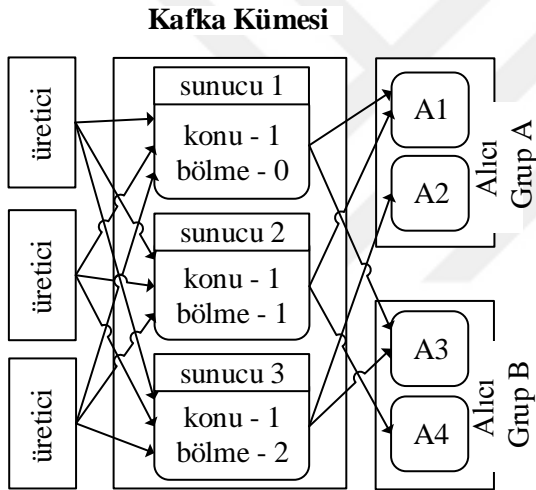 Kafka Kümesi
üretici
üretici
üretici
sunucu 1
konu - 1
bölme - 0
sunucu 2
konu - 1
bölme - 1
sunucu 3
konu - 1
bölme - 2
A1
A2
Alıcı
Grup A
A3
A4
Alıcı
Grup B